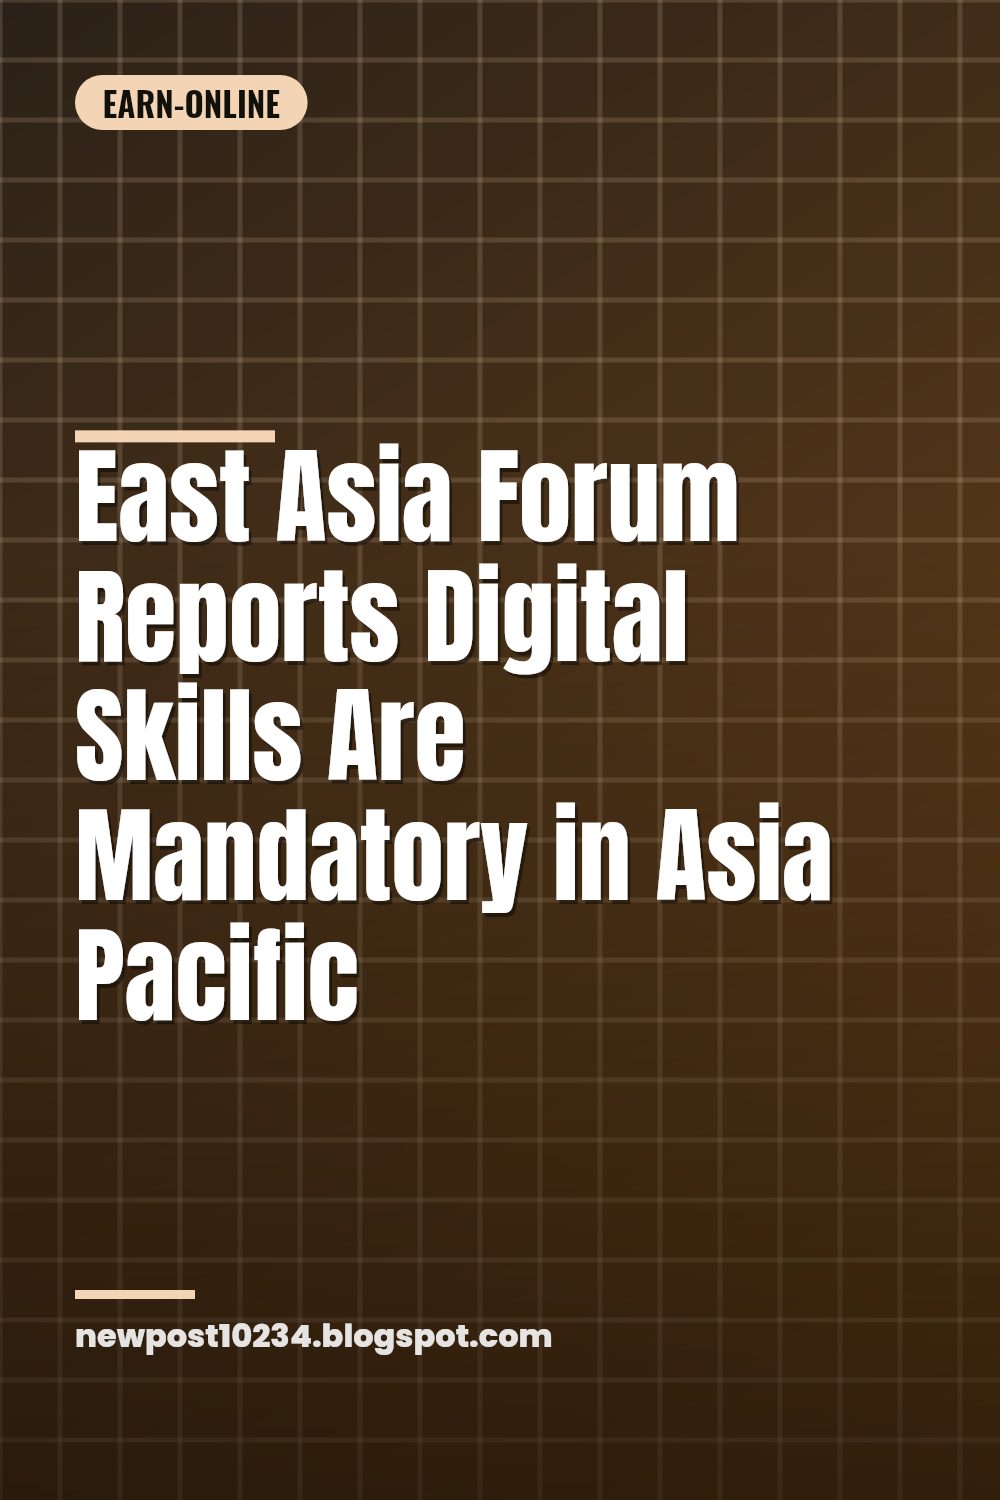 EARN-ONLINE
East Asia Forum
Reports Digital
Skills Are
Mandatory in Asia
Pacific
newpost10234.blogspot.com